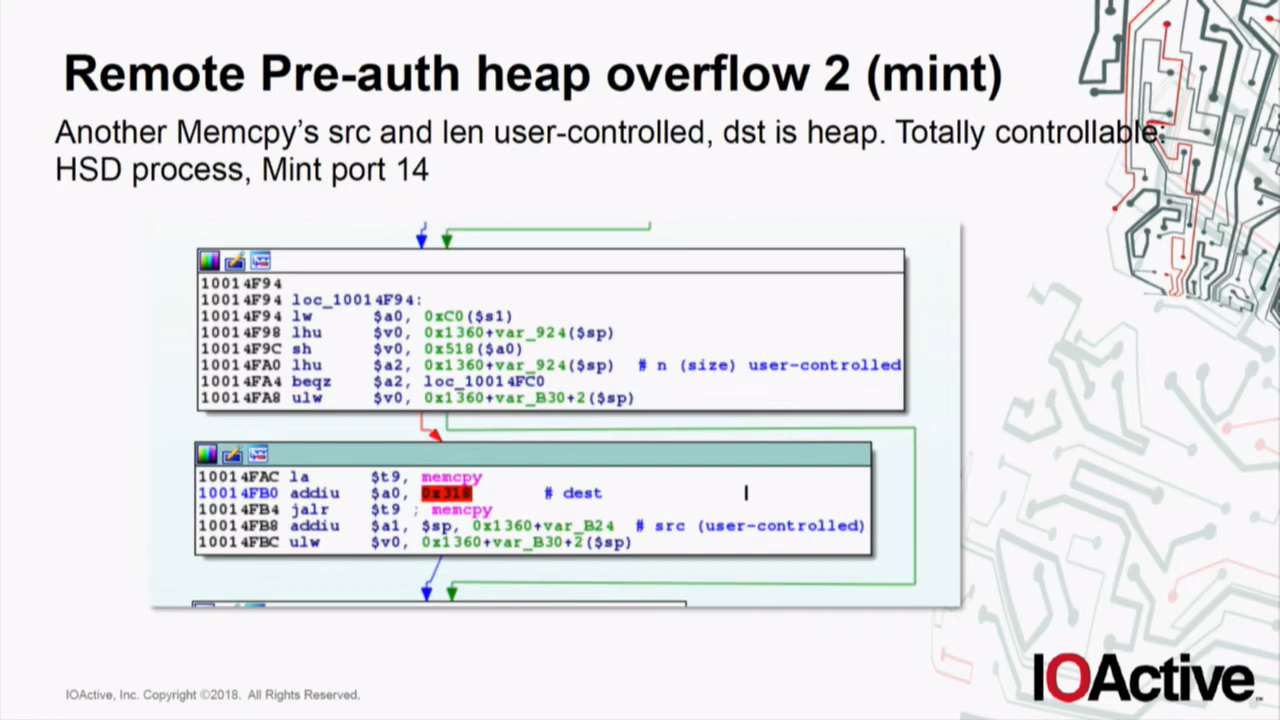 Remote Pre-auth heap overflow 2 (mint)
Another Memcpy's src and len user-controlled, dst is heap. Totally controllable:
HSD process, Mint port 14
10014F94
10014F94 loc_10014F94:
10014F94 lw $a0, 0xC0($s1)
10014F98 lhu $v0, 0x1360+var_924($sp)
10014F9C sh $v0, 0x518($a0)
10014FA0 lhu $a2, 0x1360+var_924($sp) # n (size) user-controlled
10014FA4 beqz $a2, loc_10014FC0
10014FA8 ulw $v0, 0x1360+var_B30+2($sp)
10014FAC la $t9, memcpy
10014FB0 addiu $a0, 0x318 # dest
10014FB4 jalr $t9 ; memcpy
10014FB8 addiu $a1, $sp, 0x1360+var_B24 # src (user-controlled)
10014FBC ulw $v0, 0x1360+var_B30+2($sp)
IOActive, Inc. Copyright ©2018. All Rights Reserved.
IOActive™